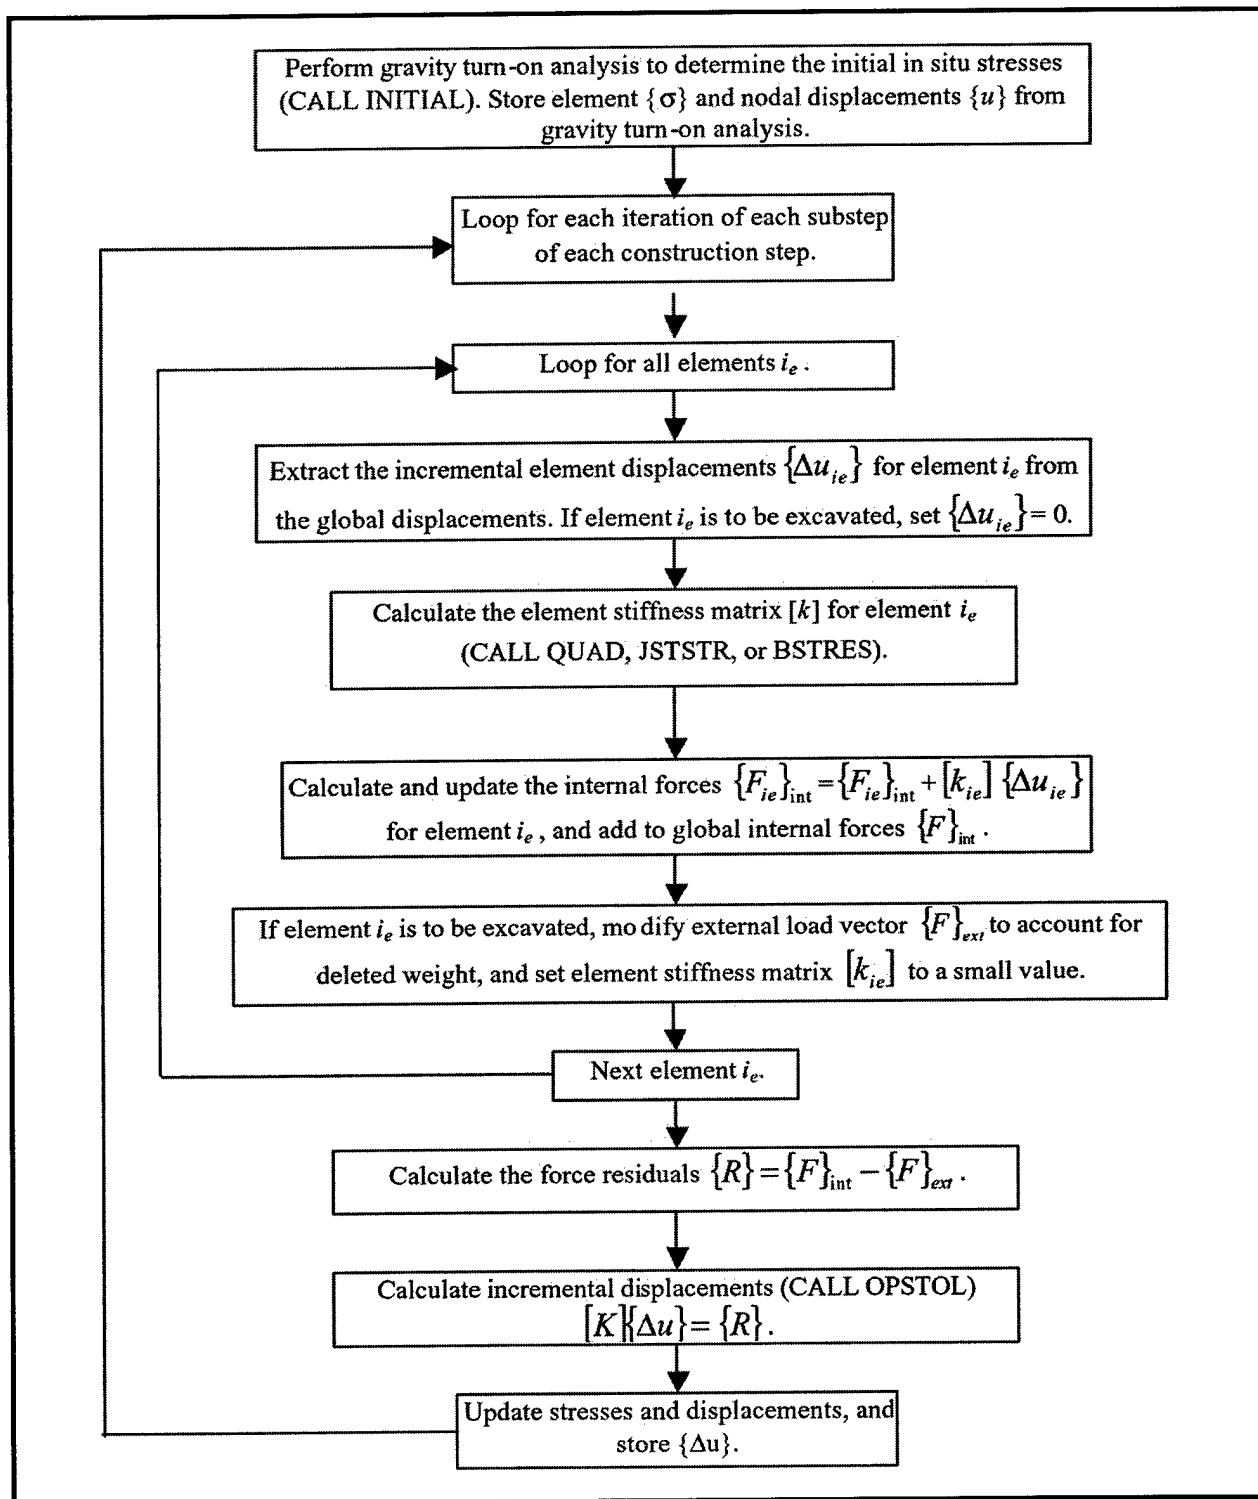 Perform gravity turn-on analysis to determine the initial in situ stresses
(CALL INITIAL). Store element {σ} and nodal displacements {u} from
gravity turn-on analysis.
Loop for each iteration of each substep
of each construction step.
Loop for all elements i_e .
Extract the incremental element displacements {Δu_ie} for element i_e from
the global displacements. If element i_e is to be excavated, set {Δu_ie} = 0.
Calculate the element stiffness matrix [k] for element i_e
(CALL QUAD, JSTSTR, or BSTRES).
Calculate and update the internal forces {F_ie}_int = {F_ie}_int + [k_ie] {Δu_ie}
for element i_e , and add to global internal forces {F}_int .
If element i_e is to be excavated, mo dify external load vector {F}_ext to account for
deleted weight, and set element stiffness matrix [k_ie] to a small value.
Next element i_e.
Calculate the force residuals {R} = {F}_int − {F}_ext .
Calculate incremental displacements (CALL OPSTOL)
[K]{Δu} = {R} .
Update stresses and displacements, and
store {Δu}.